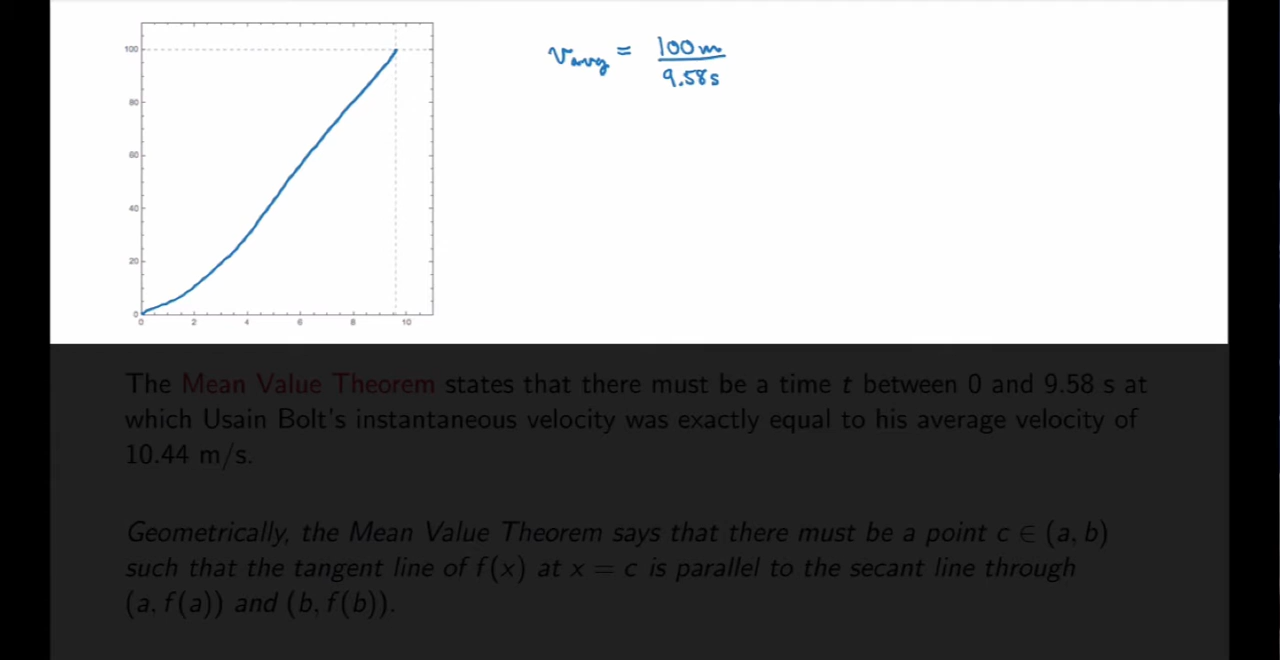 100
80
60
40
20
0
0 2 4 6 8 10
v_avg = 100m / 9.58s
The Mean Value Theorem states that there must be a time t between 0 and 9.58 s at
which Usain Bolt's instantaneous velocity was exactly equal to his average velocity of
10.44 m/s.
Geometrically, the Mean Value Theorem says that there must be a point c ∈ (a, b)
such that the tangent line of f(x) at x = c is parallel to the secant line through
(a, f(a)) and (b, f(b)).